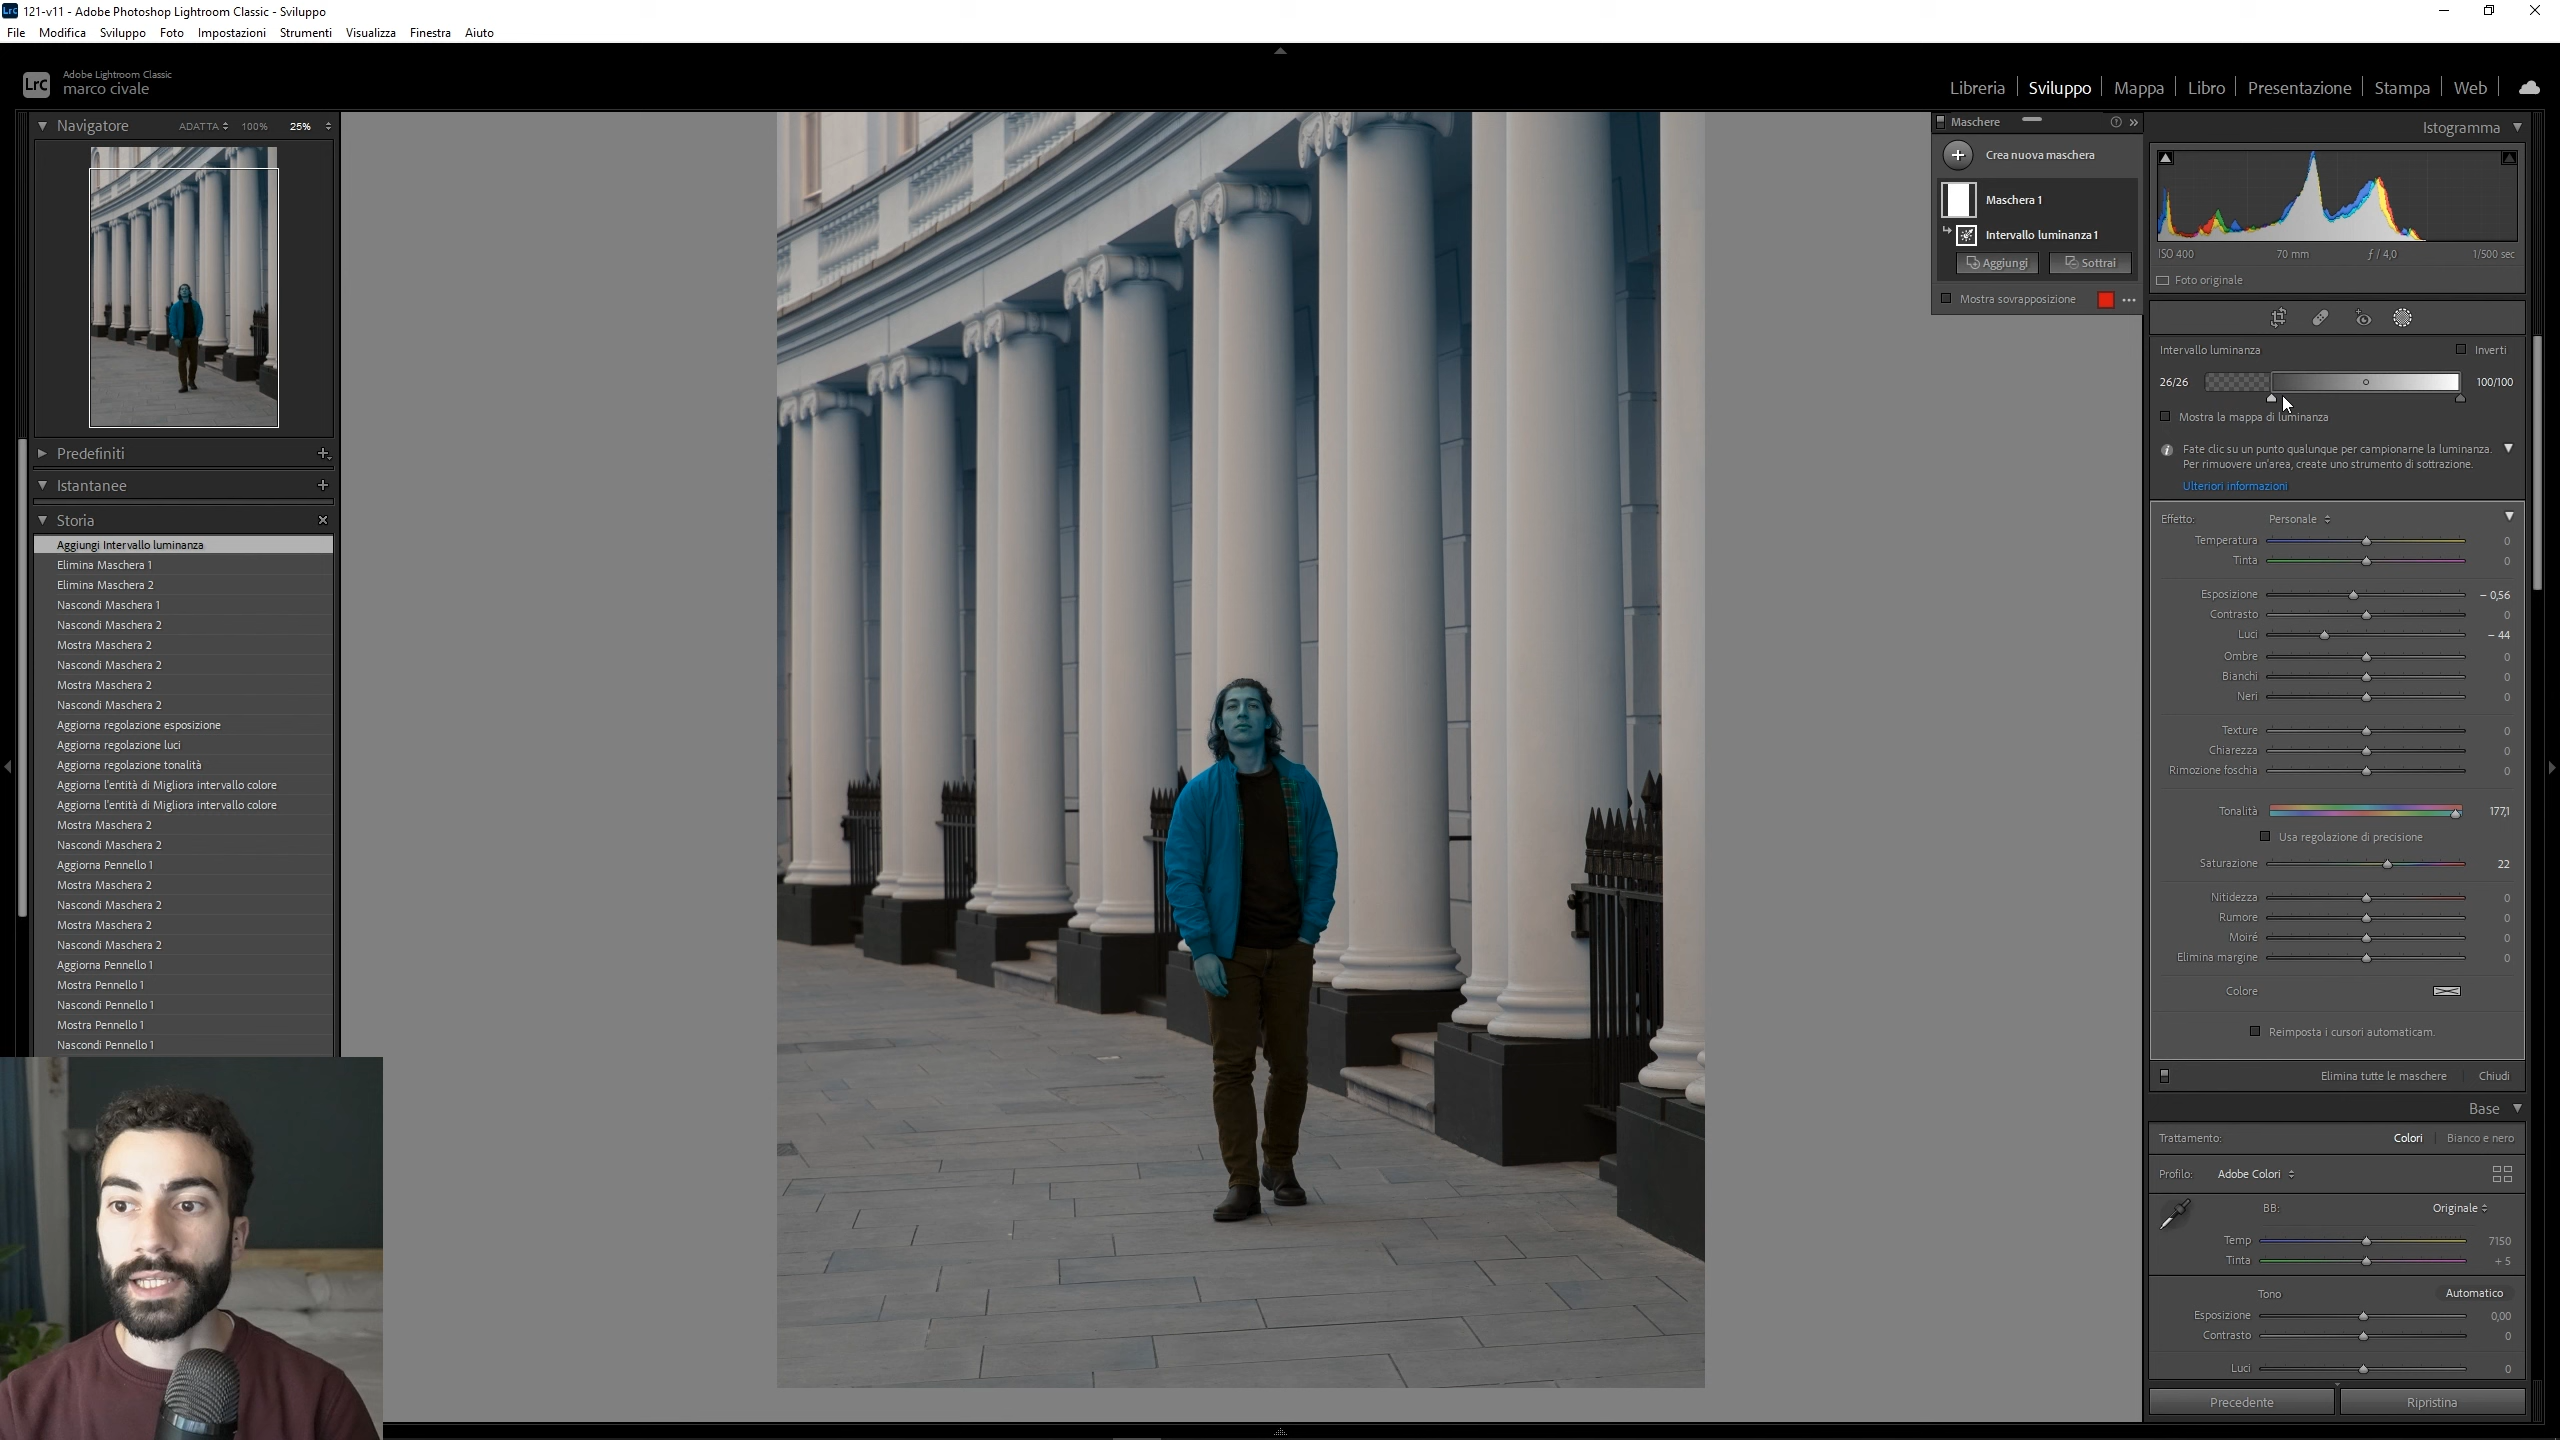 Lrc 121-v11 - Adobe Photoshop Lightroom Classic - Sviluppo
File Modifica Sviluppo Foto Impostazioni Strumenti Visualizza Finestra Aiuto
LrC
Adobe Lightroom Classic
marco civale
Libreria Sviluppo Mappa Libro Presentazione Stampa Web
Navigatore ADATTA 100% 25%
Predefiniti
Istantanee
Storia
Aggiungi Intervallo luminanza
Elimina Maschera 1
Elimina Maschera 2
Nascondi Maschera 1
Nascondi Maschera 2
Mostra Maschera 2
Nascondi Maschera 2
Mostra Maschera 2
Nascondi Maschera 2
Aggiorna regolazione esposizione
Aggiorna regolazione luci
Aggiorna regolazione tonalità
Aggiorna l'entità di Migliora intervallo colore
Aggiorna l'entità di Migliora intervallo colore
Mostra Maschera 2
Nascondi Maschera 2
Aggiorna Pennello 1
Mostra Maschera 2
Nascondi Maschera 2
Mostra Maschera 2
Nascondi Maschera 2
Aggiorna Pennello 1
Mostra Pennello 1
Nascondi Pennello 1
Mostra Pennello 1
Nascondi Pennello 1
Maschere
Crea nuova maschera
Maschera 1
Intervallo luminanza 1
Aggiungi Sottrai
Mostra sovrapposizione
Istogramma
ISO 400 70 mm ƒ / 4,0 1/500 sec
Foto originale
Intervallo luminanza Inverti
26/26 100/100
Mostra la mappa di luminanza
Fate clic su un punto qualunque per campionarne la luminanza.
Per rimuovere un'area, create uno strumento di sottrazione.
Ulteriori informazioni
Effetto: Personale
Temperatura 0
Tinta 0
Esposizione – 0,56
Contrasto 0
Luci – 44
Ombre 0
Bianchi 0
Neri 0
Texture 0
Chiarezza 0
Rimozione foschia 0
Tonalità 177,1
Usa regolazione di precisione
Saturazione 22
Nitidezza 0
Rumore 0
Moiré 0
Elimina margine 0
Colore
Reimposta i cursori automaticam.
Elimina tutte le maschere Chiudi
Base
Trattamento: Colori Bianco e nero
Profilo: Adobe Colori
BB: Originale
Temp 7150
Tinta + 5
Tono Automatico
Esposizione 0,00
Contrasto 0
Luci 0
Precedente Ripristina